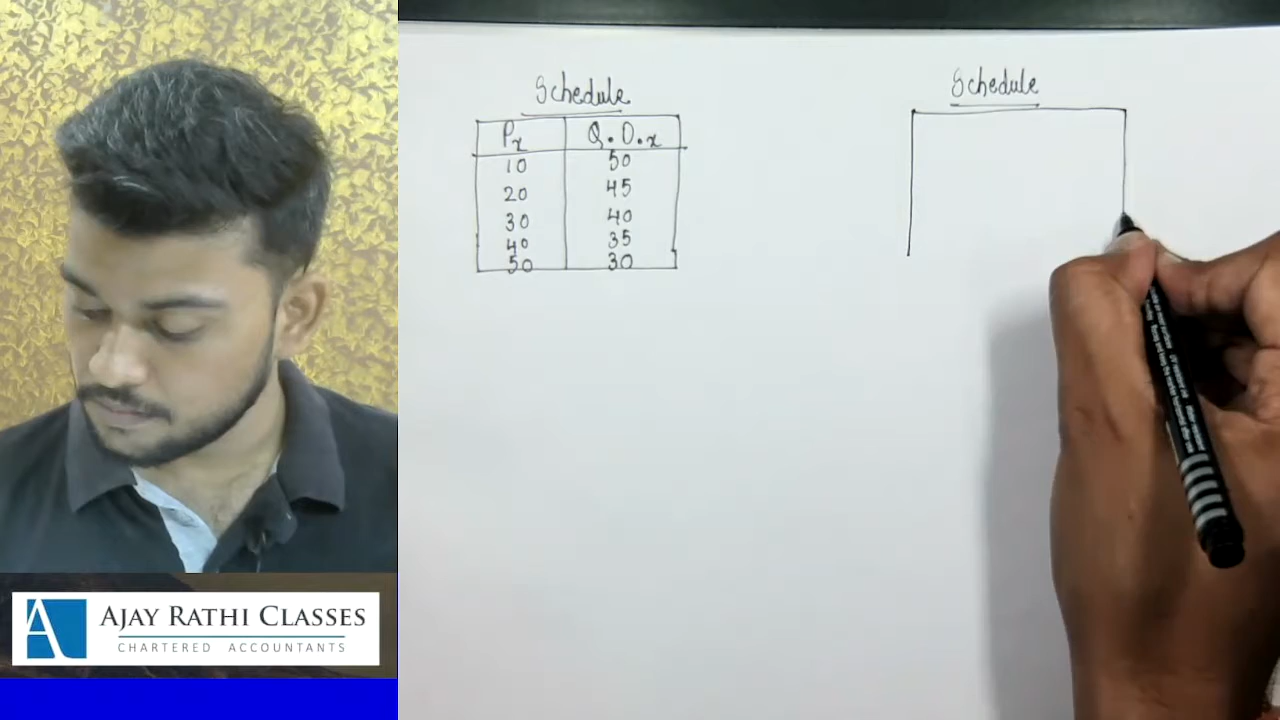 Schedule
Px Q.D.x
10 50
20 45
30 40
40 35
50 30
Schedule
AJAY RATHI CLASSES
CHARTERED ACCOUNTANTS